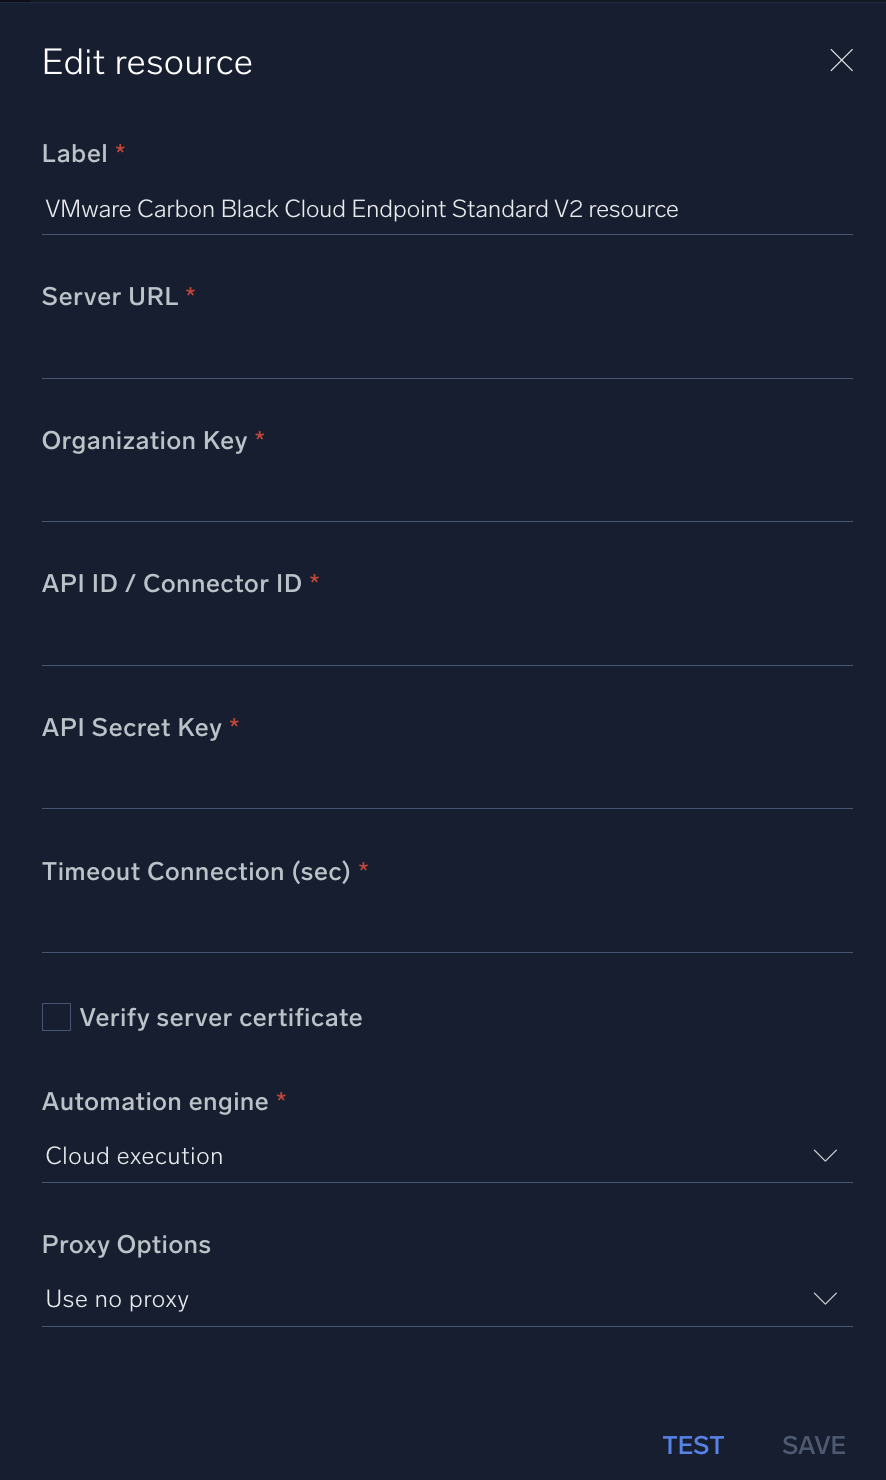 Edit resource
Label *
VMware Carbon Black Cloud Endpoint Standard V2 resource
Server URL *
Organization Key *
API ID / Connector ID *
API Secret Key *
Timeout Connection (sec) *
Verify server certificate
Automation engine *
Cloud execution
Proxy Options
Use no proxy
TEST SAVE